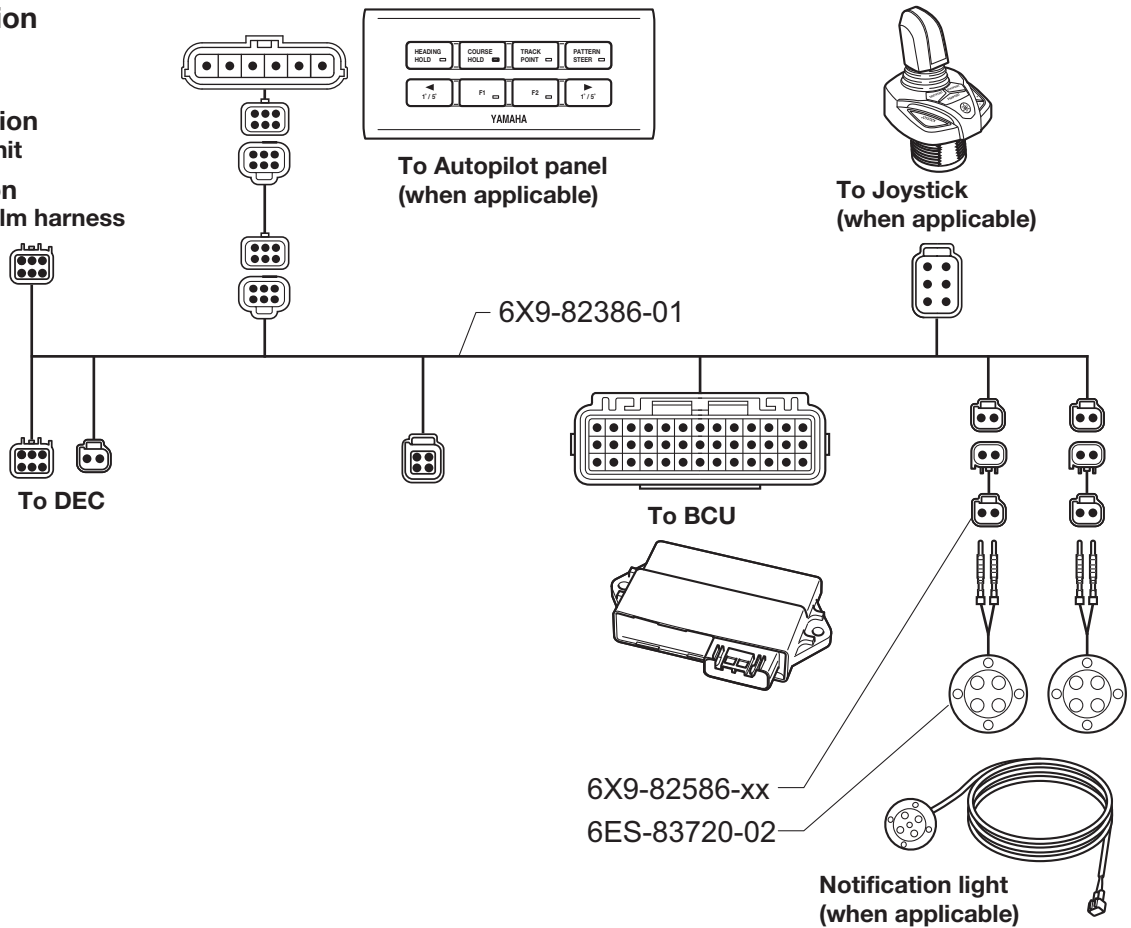 HEADING
HOLD
COURSE
HOLD
TRACK
POINT
PATTERN
STEER
1˚/ 5˚
F1
F2
1˚/ 5˚
YAMAHA
To Autopilot panel
(when applicable)
To Joystick
(when applicable)
ion
tion
nit
on
lm harness
6X9-82386-01
To DEC
To BCU
6X9-82586-xx
6ES-83720-02
Notification light
(when applicable)